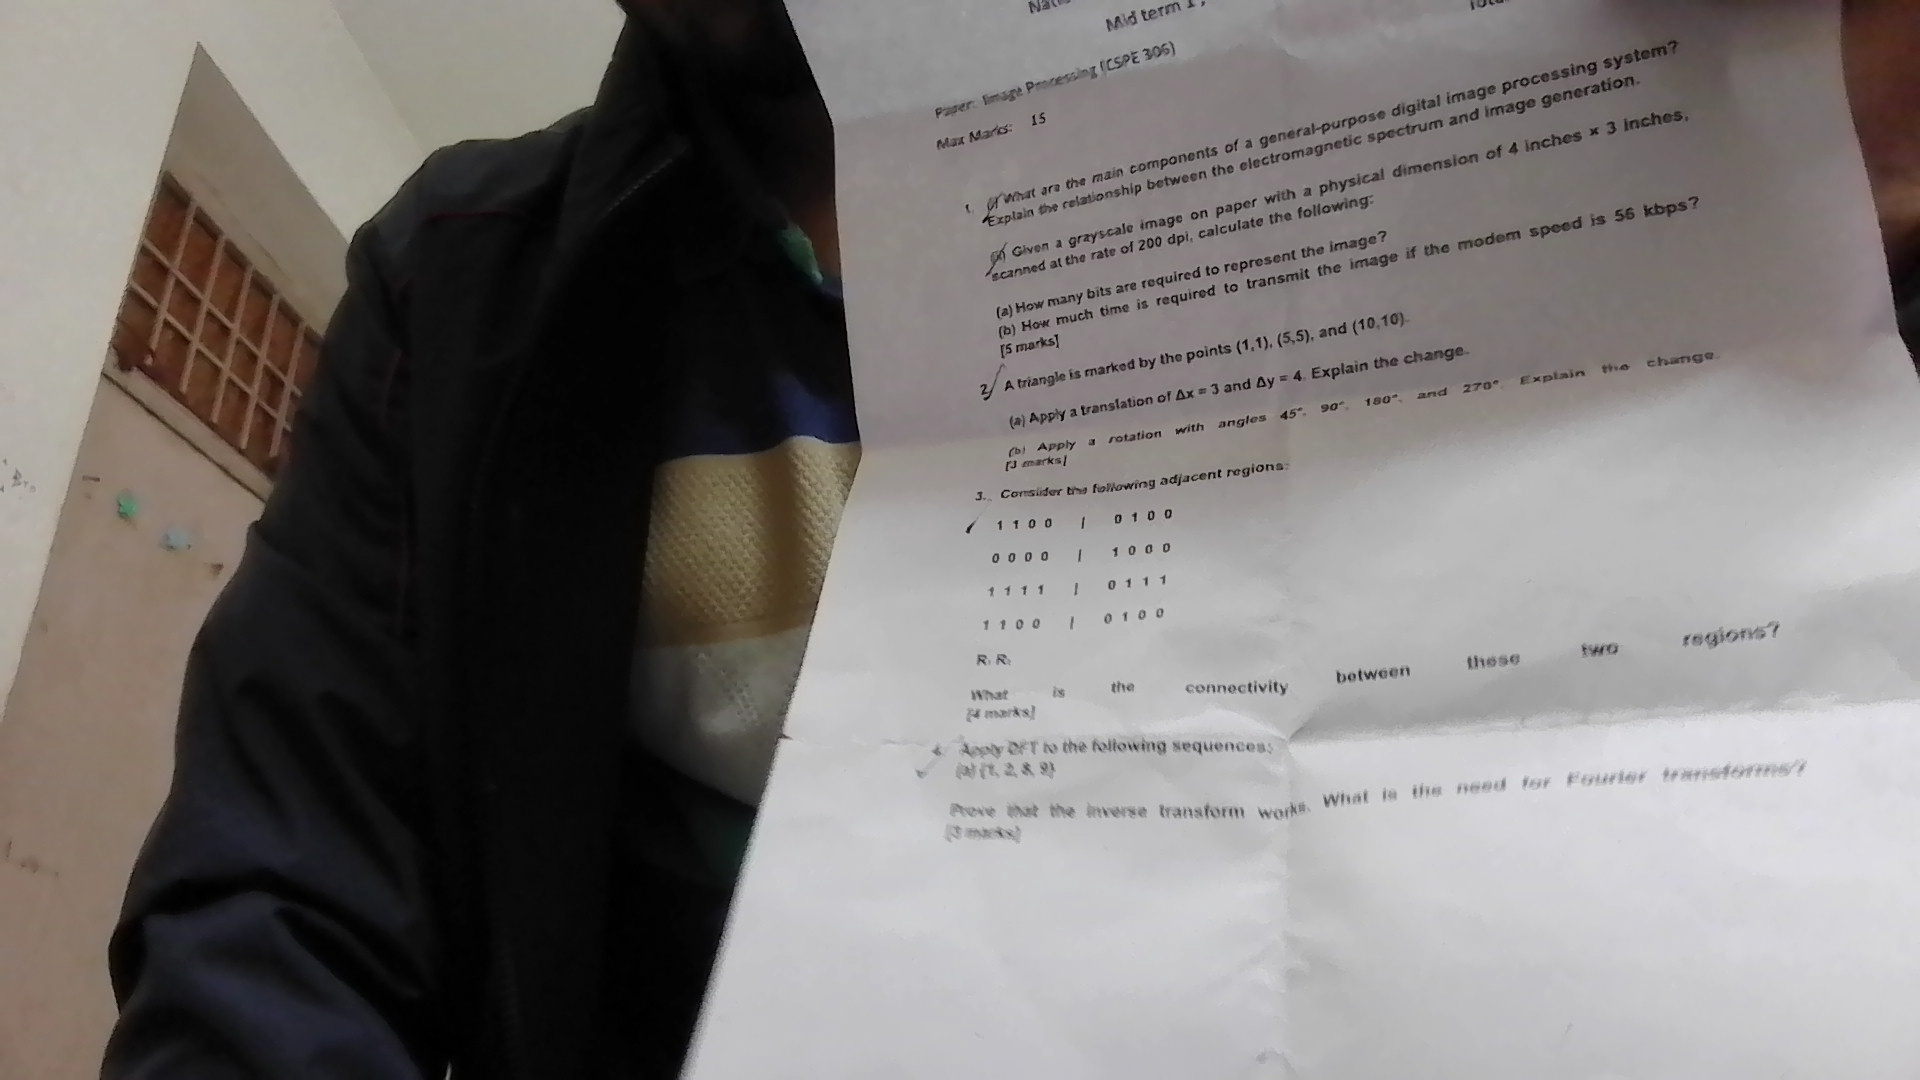 Mid term 1,
Paper: Image Processing (CSPE 306)
Max Marks: 15
1. (i) What are the main components of a general-purpose digital image processing system?
Explain the relationship between the electromagnetic spectrum and image generation.
(ii) Given a grayscale image on paper with a physical dimension of 4 inches × 3 inches,
scanned at the rate of 200 dpi, calculate the following:
(a) How many bits are required to represent the image?
(b) How much time is required to transmit the image if the modem speed is 56 kbps?
[5 marks]
2. A triangle is marked by the points (1,1), (5,5), and (10,10).
(a) Apply a translation of Δx = 3 and Δy = 4. Explain the change.
(b) Apply a rotation with angles 45°, 90°, 180°, and 270°. Explain the change.
[3 marks]
3. Consider the following adjacent regions:
1 1 0 0 | 0 1 0 0
0 0 0 0 | 1 0 0 0
1 1 1 1 | 0 1 1 1
1 1 0 0 | 0 1 0 0
R₁ R₂
What is the connectivity between these two regions?
[4 marks]
4. Apply DFT to the following sequences:
(a) {1, 2, 8, 9}
Prove that the inverse transform works. What is the need for Fourier transforms?
[3 marks]